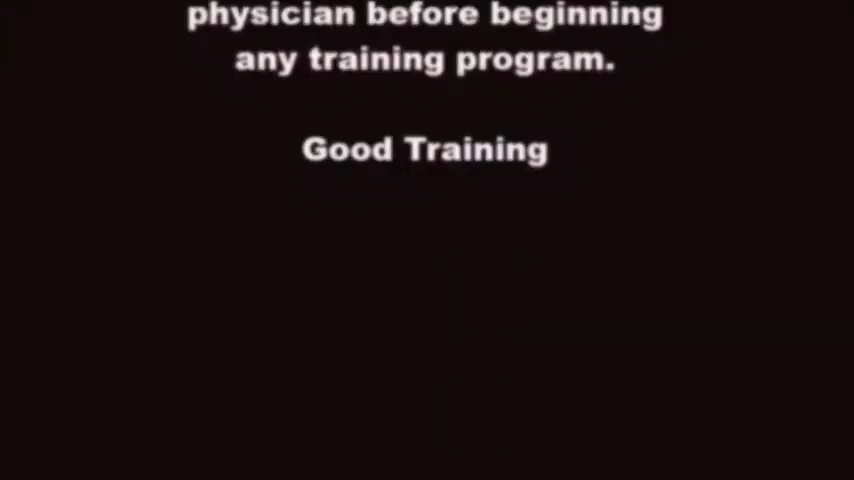 physician before beginning
any training program.
Good Training